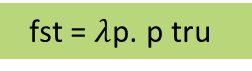 fst = λp. p tru